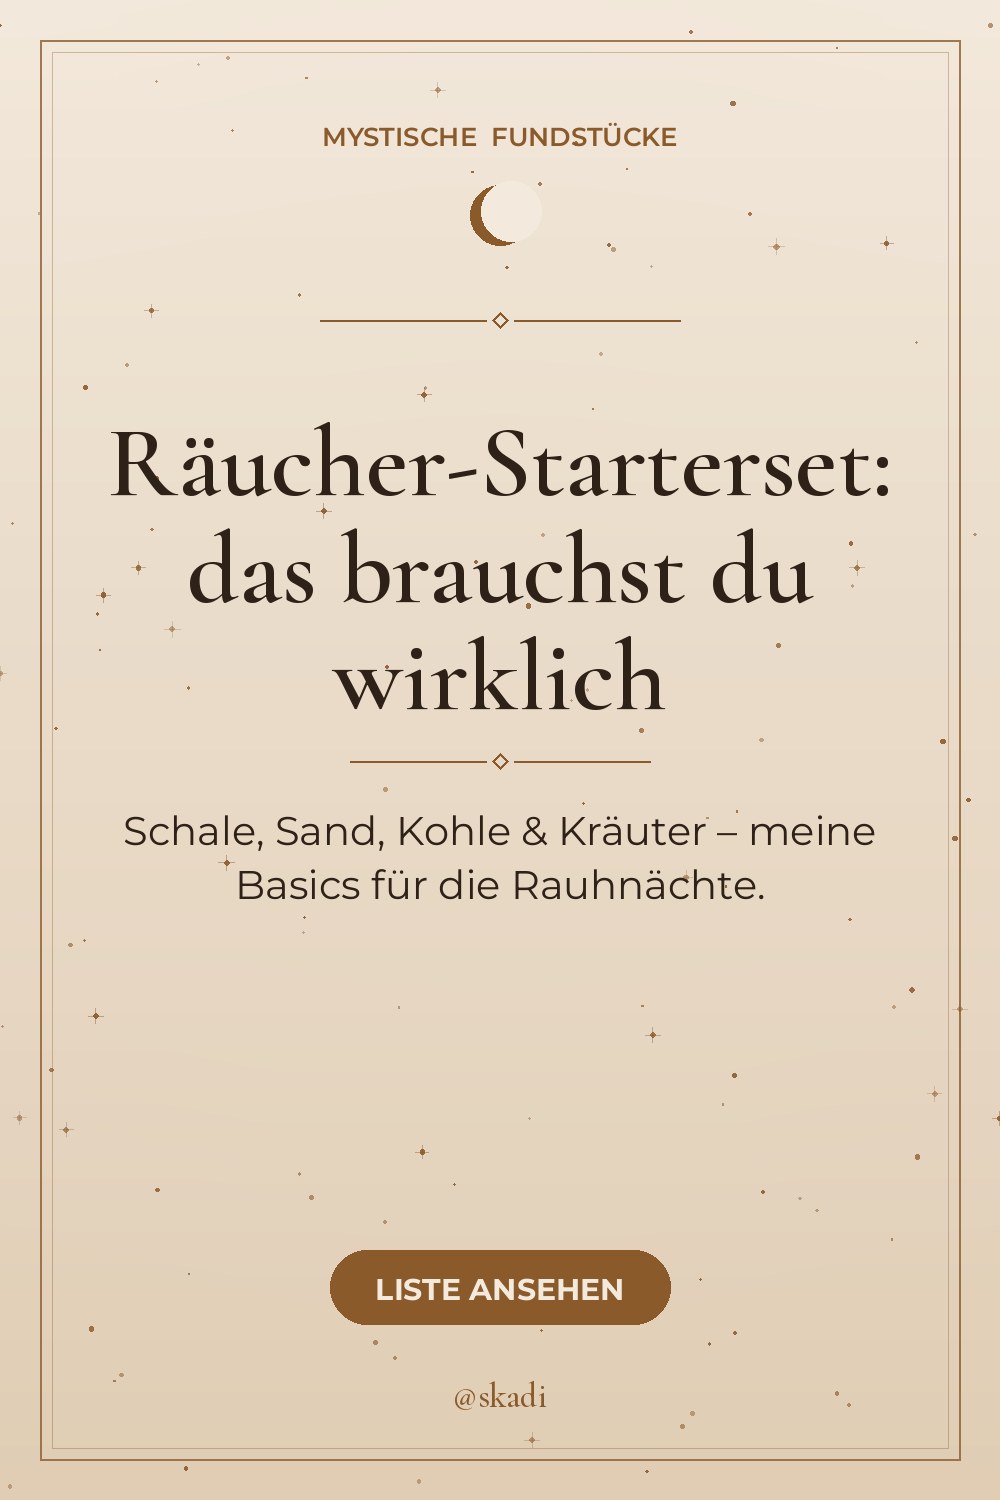 MYSTISCHE FUNDSTÜCKE
Räucher-Starterset:
das brauchst du
wirklich
Schale, Sand, Kohle & Kräuter – meine
Basics für die Rauhnächte.
LISTE ANSEHEN
@skadi